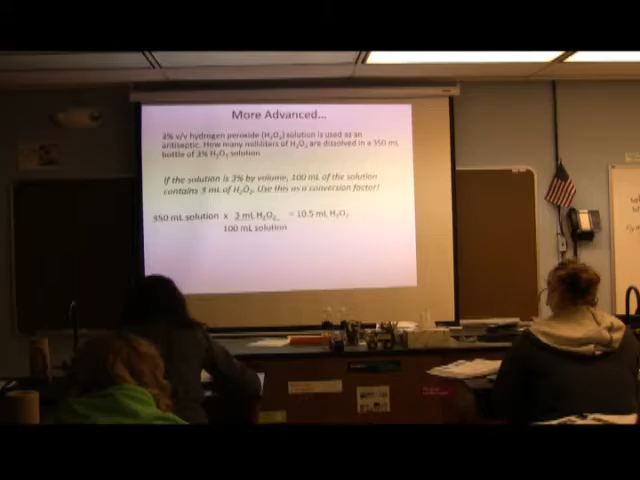 More Advanced...
3% v/v hydrogen peroxide (H₂O₂) solution is used as an
antiseptic. How many milliliters of H₂O₂ are dissolved in a 350 mL
bottle of 3% H₂O₂ solution
If the solution is 3% by volume, 100 mL of the solution
contains 3 mL of H₂O₂. Use this as a conversion factor!
350 mL solution x 3 mL H₂O₂ = 10.5 mL H₂O₂
100 mL solution